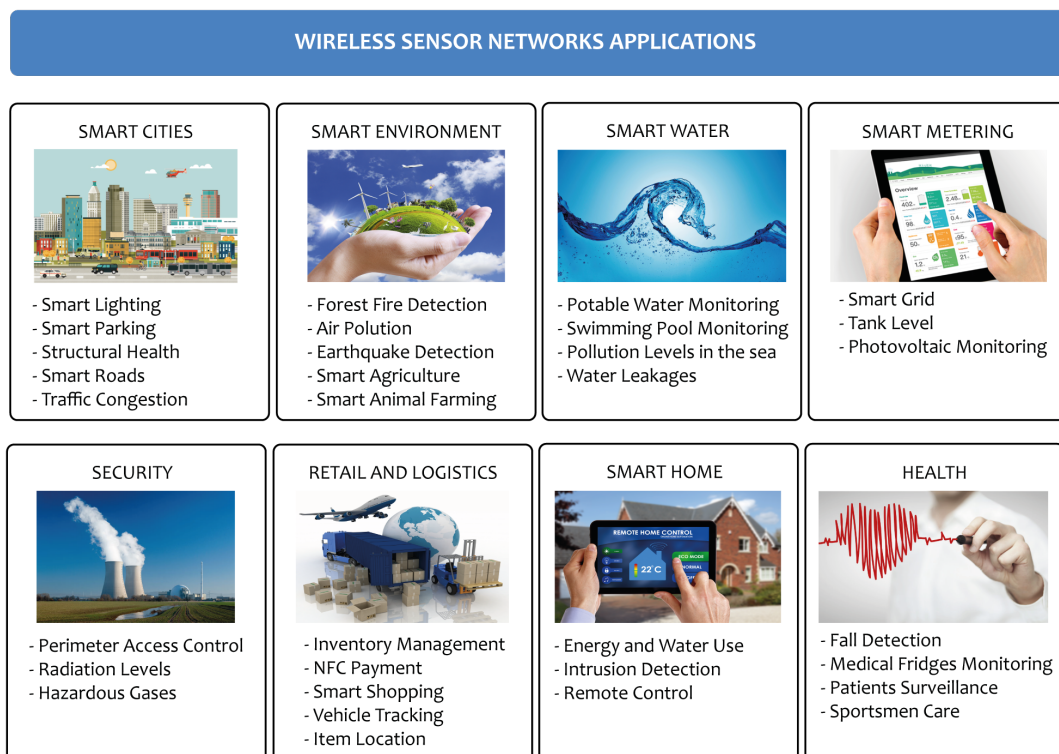 WIRELESS SENSOR NETWORKS APPLICATIONS
SMART CITIES
- Smart Lighting
- Smart Parking
- Structural Health
- Smart Roads
- Traffic Congestion
SMART ENVIRONMENT
- Forest Fire Detection
- Air Polution
- Earthquake Detection
- Smart Agriculture
- Smart Animal Farming
SMART WATER
- Potable Water Monitoring
- Swimming Pool Monitoring
- Pollution Levels in the sea
- Water Leakages
SMART METERING
Overview
- Smart Grid
- Tank Level
- Photovoltaic Monitoring
SECURITY
- Perimeter Access Control
- Radiation Levels
- Hazardous Gases
RETAIL AND LOGISTICS
- Inventory Management
- NFC Payment
- Smart Shopping
- Vehicle Tracking
- Item Location
SMART HOME
REMOTE HOME CONTROL
ECO MODE
22°C
- Energy and Water Use
- Intrusion Detection
- Remote Control
HEALTH
- Fall Detection
- Medical Fridges Monitoring
- Patients Surveillance
- Sportsmen Care